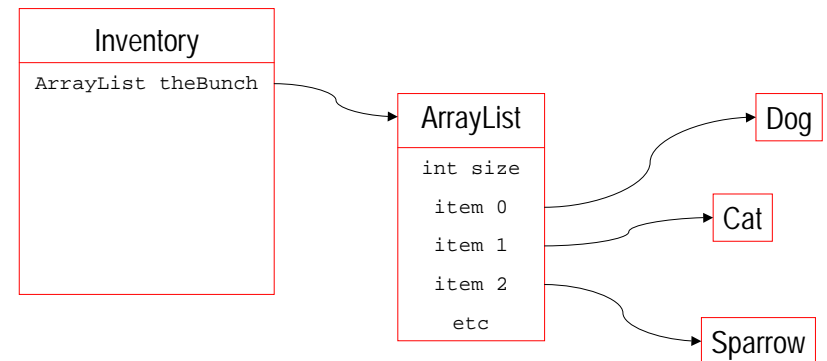 Inventory
ArrayList theBunch
ArrayList
int size
item 0
item 1
item 2
etc
Dog
Cat
Sparrow